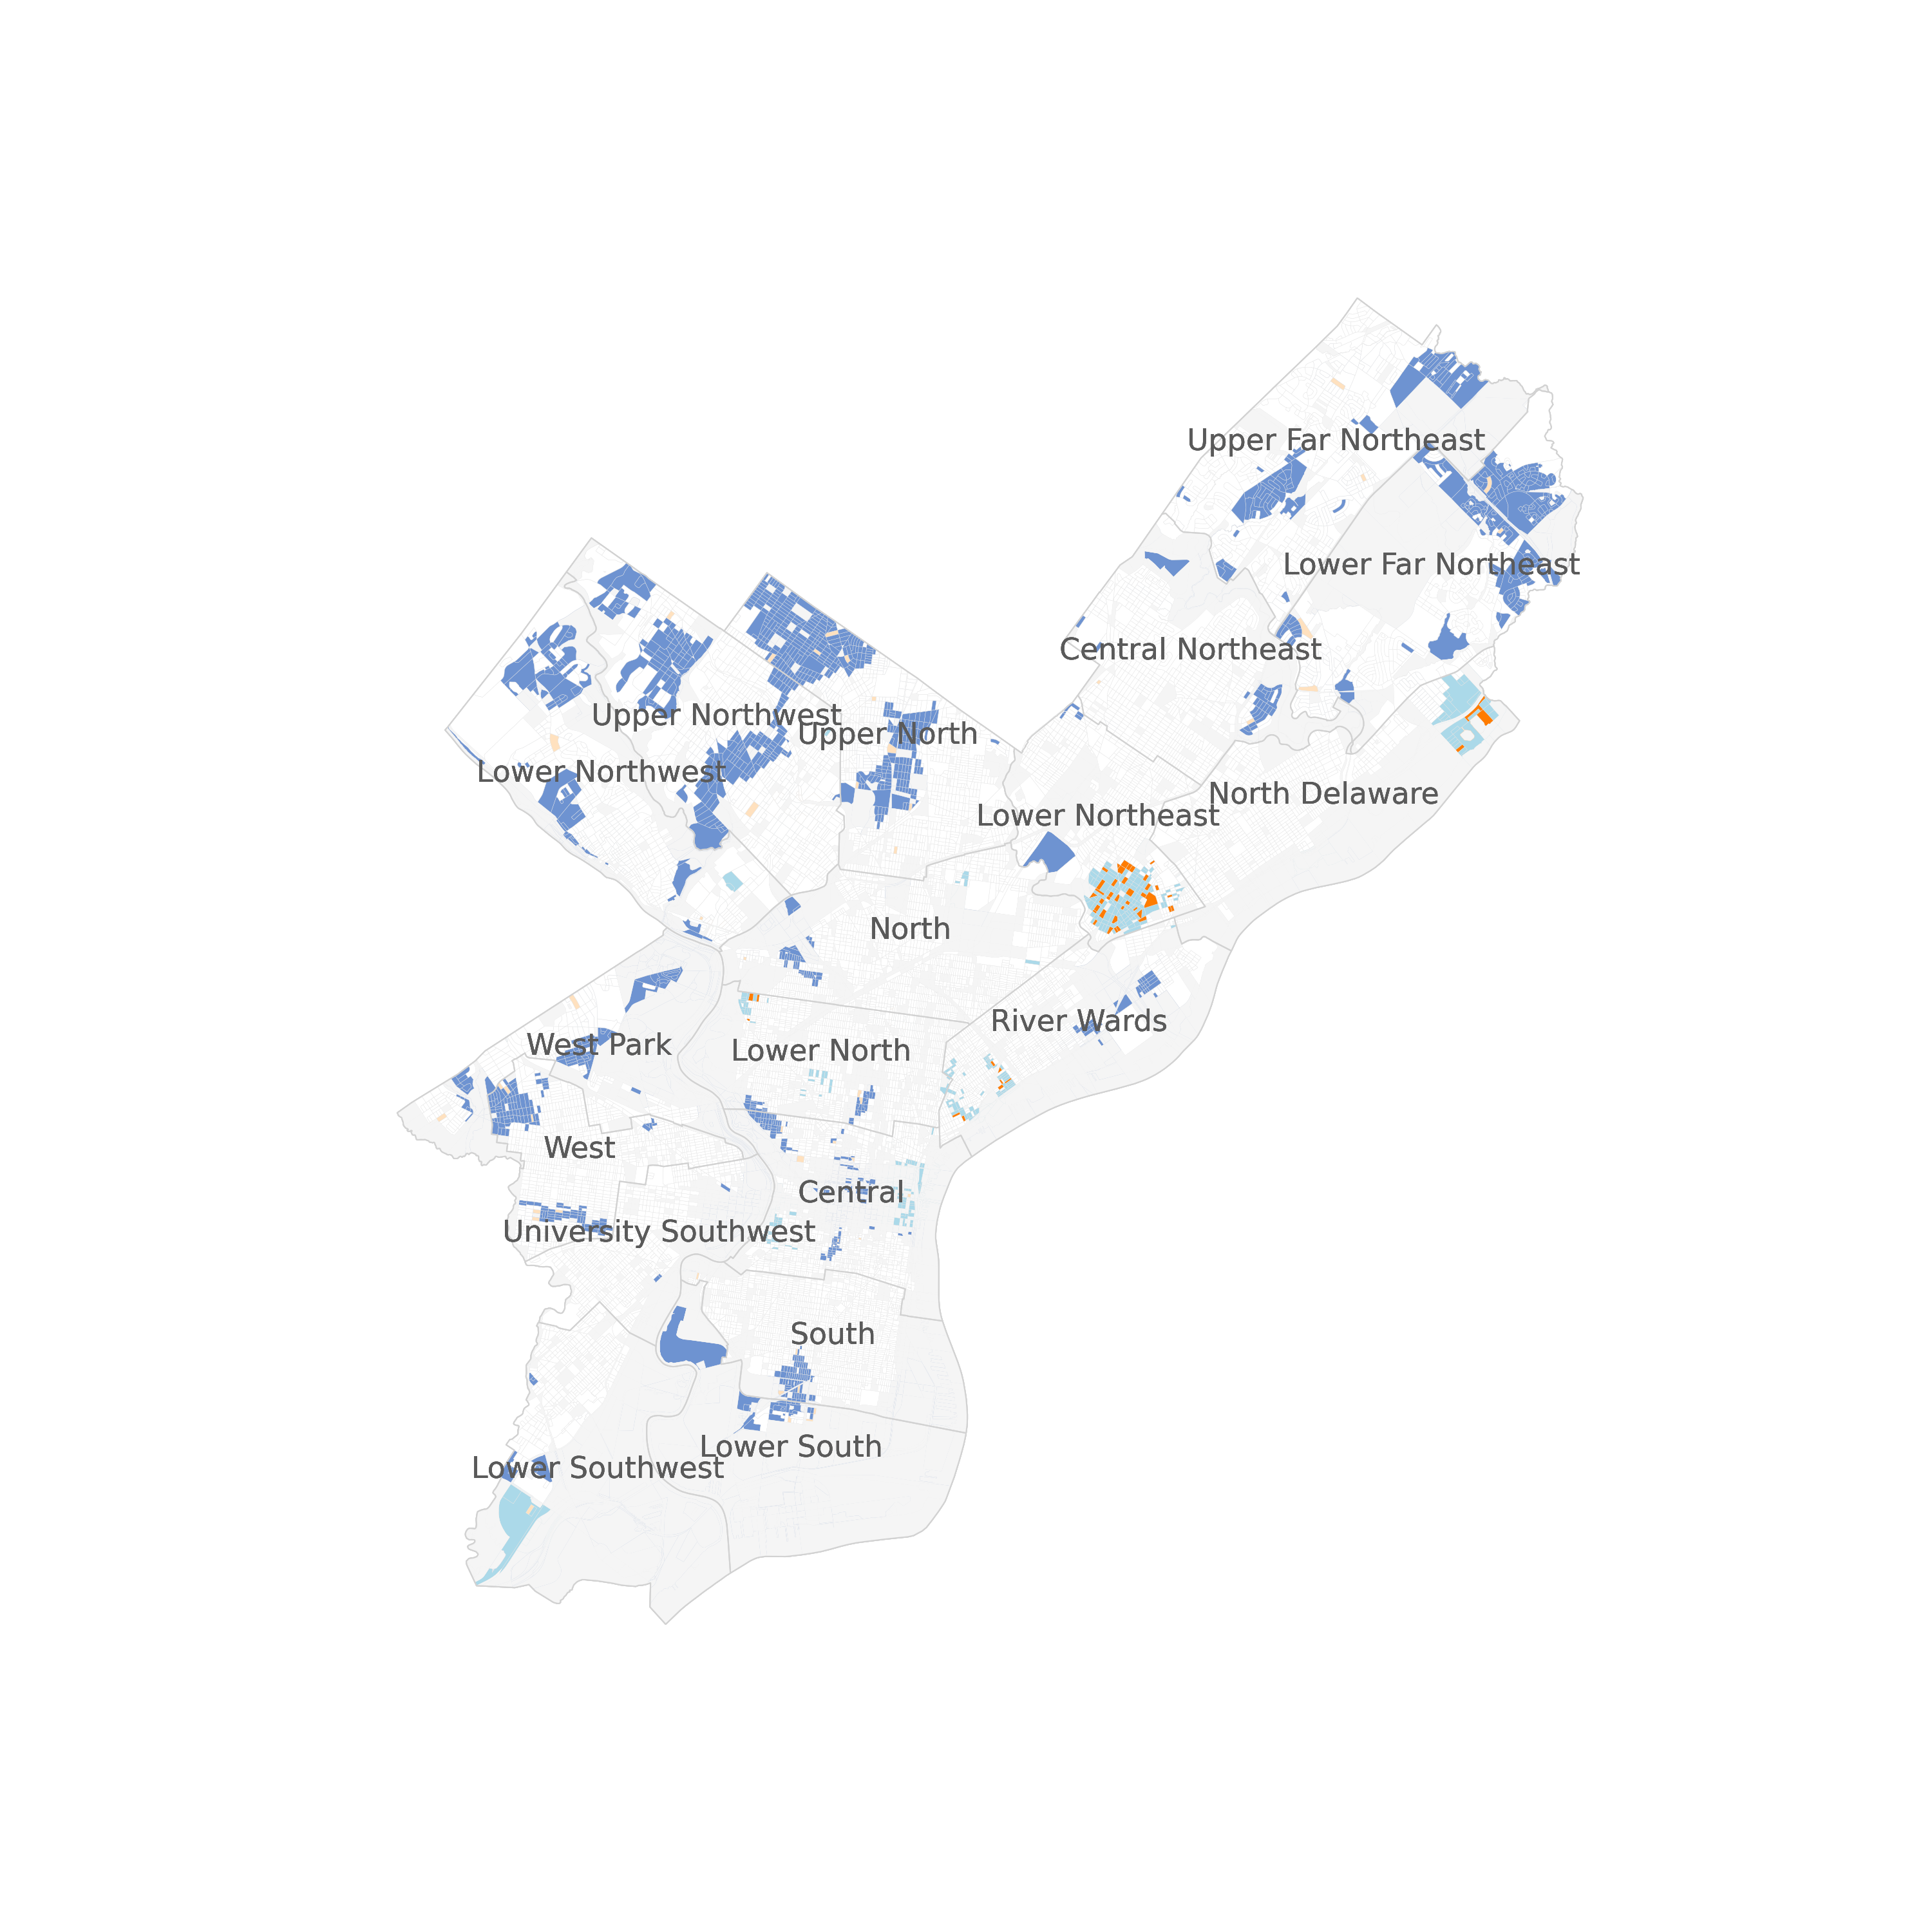 Upper Far Northeast
Lower Far Northeast
Central Northeast
Upper Northwest
Upper North
Lower Northwest
North Delaware
Lower Northeast
North
River Wards
West Park
Lower North
West
Central
University Southwest
South
Lower South
Lower Southwest